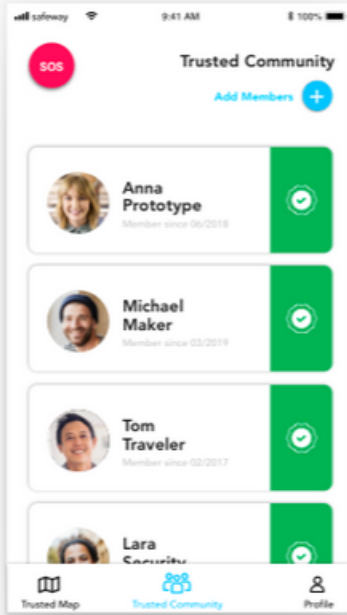 safeway 9:41 AM 100%
SOS
Trusted Community
Add Members
Anna
Prototype
Member since 06/2018
Michael
Maker
Member since 03/2019
Tom
Traveler
Member since 02/2017
Lara
Security
Trusted Map Trusted Community Profile